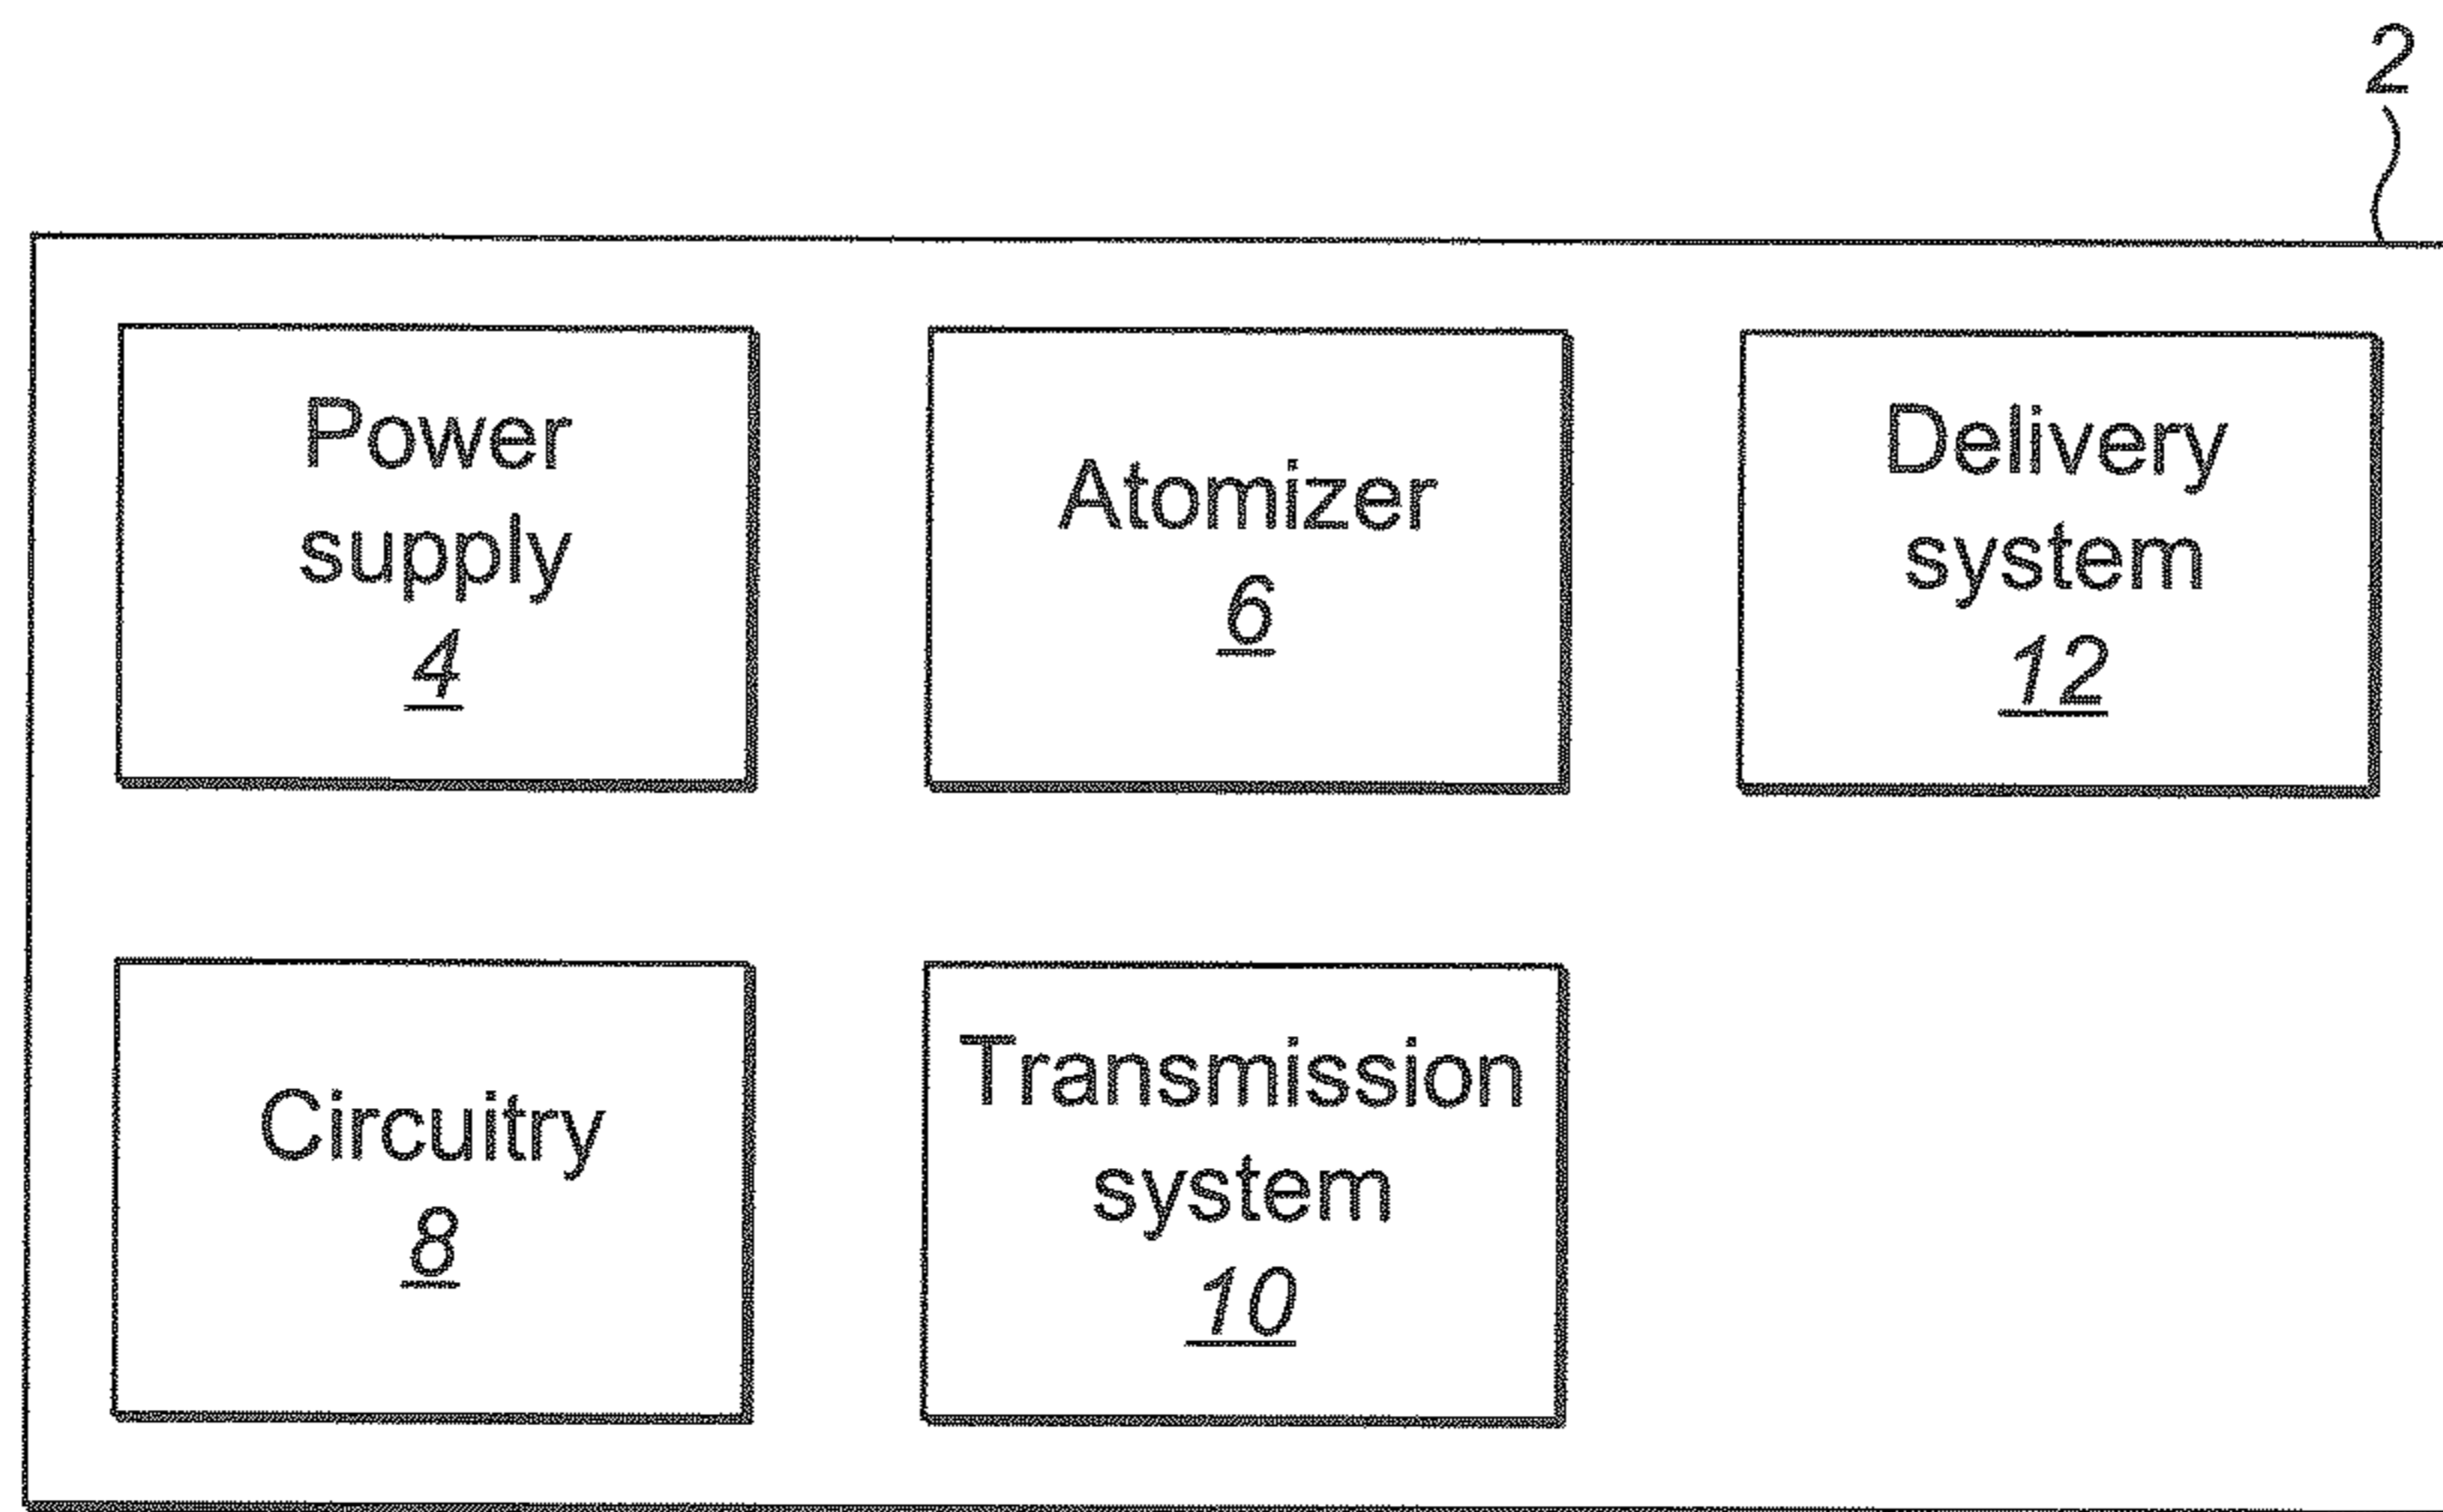 2
Power
supply
4
Atomizer
6
Delivery
system
12
Circuitry
8
Transmission
system
10